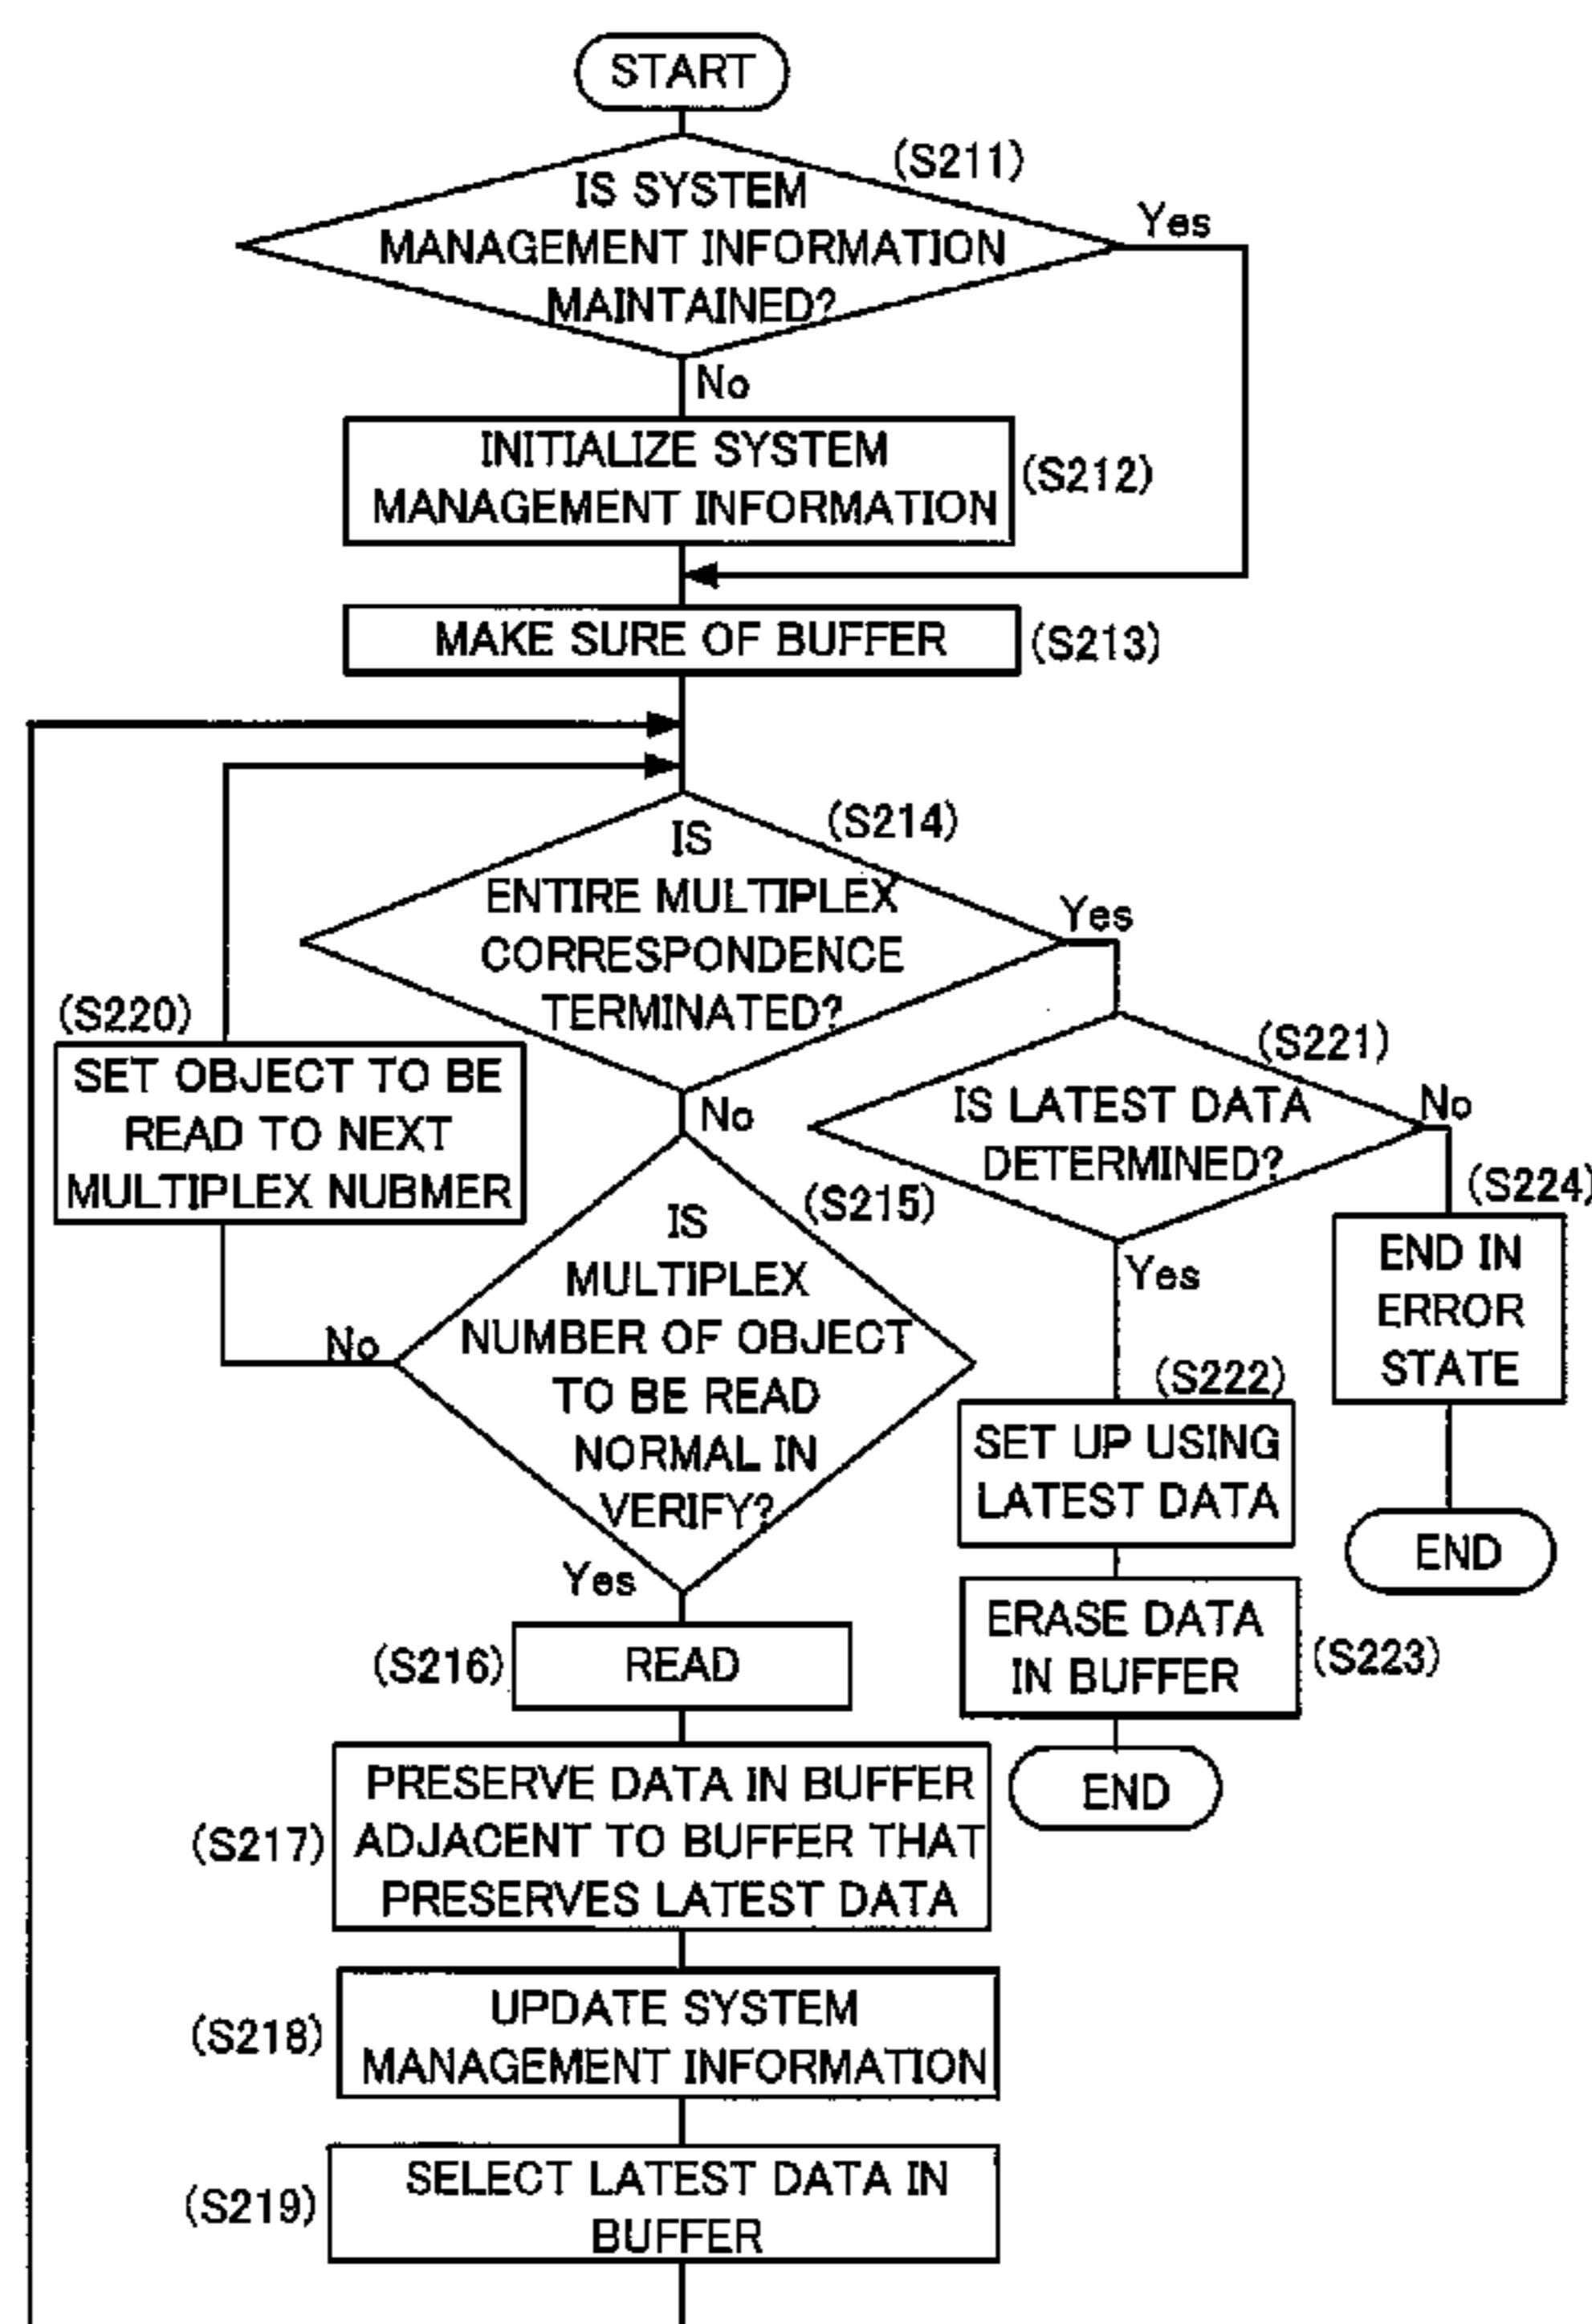 START
(S211)
IS SYSTEM
MANAGEMENT INFORMATION
MAINTAINED?
Yes
No
INITIALIZE SYSTEM
MANAGEMENT INFORMATION
(S212)
MAKE SURE OF BUFFER
(S213)
(S214)
IS
ENTIRE MULTIPLEX
CORRESPONDENCE
TERMINATED?
Yes
No
(S220)
SET OBJECT TO BE
READ TO NEXT
MULTIPLEX NUBMER
(S221)
IS LATEST DATA
DETERMINED?
No
Yes
(S224)
END IN
ERROR
STATE
END
(S215)
IS
MULTIPLEX
NUMBER OF OBJECT
TO BE READ
NORMAL IN
VERIFY?
No
Yes
(S222)
SET UP USING
LATEST DATA
ERASE DATA
IN BUFFER
(S223)
END
(S216)
READ
(S217)
PRESERVE DATA IN BUFFER
ADJACENT TO BUFFER THAT
PRESERVES LATEST DATA
(S218)
UPDATE SYSTEM
MANAGEMENT INFORMATION
(S219)
SELECT LATEST DATA IN
BUFFER